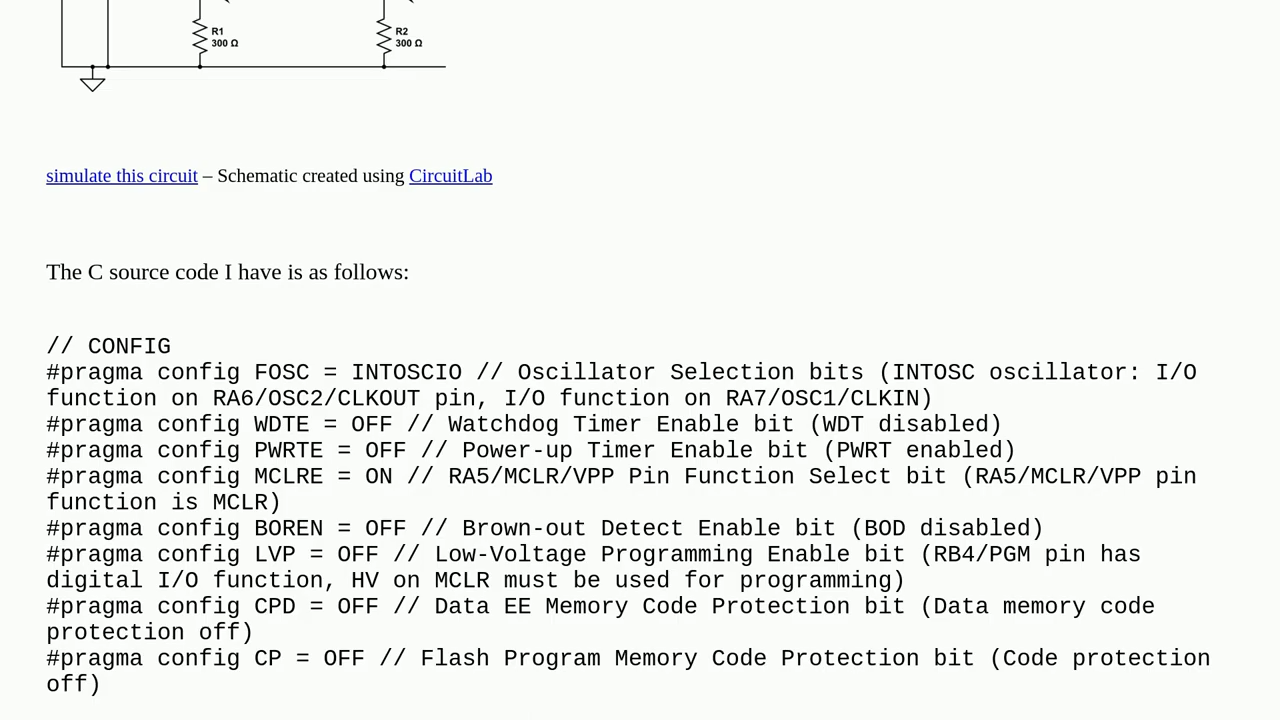 R1
300 Ω
R2
300 Ω
simulate this circuit – Schematic created using CircuitLab
The C source code I have is as follows:
// CONFIG
#pragma config FOSC = INTOSCIO // Oscillator Selection bits (INTOSC oscillator: I/O
function on RA6/OSC2/CLKOUT pin, I/O function on RA7/OSC1/CLKIN)
#pragma config WDTE = OFF // Watchdog Timer Enable bit (WDT disabled)
#pragma config PWRTE = OFF // Power-up Timer Enable bit (PWRT enabled)
#pragma config MCLRE = ON // RA5/MCLR/VPP Pin Function Select bit (RA5/MCLR/VPP pin
function is MCLR)
#pragma config BOREN = OFF // Brown-out Detect Enable bit (BOD disabled)
#pragma config LVP = OFF // Low-Voltage Programming Enable bit (RB4/PGM pin has
digital I/O function, HV on MCLR must be used for programming)
#pragma config CPD = OFF // Data EE Memory Code Protection bit (Data memory code
protection off)
#pragma config CP = OFF // Flash Program Memory Code Protection bit (Code protection
off)